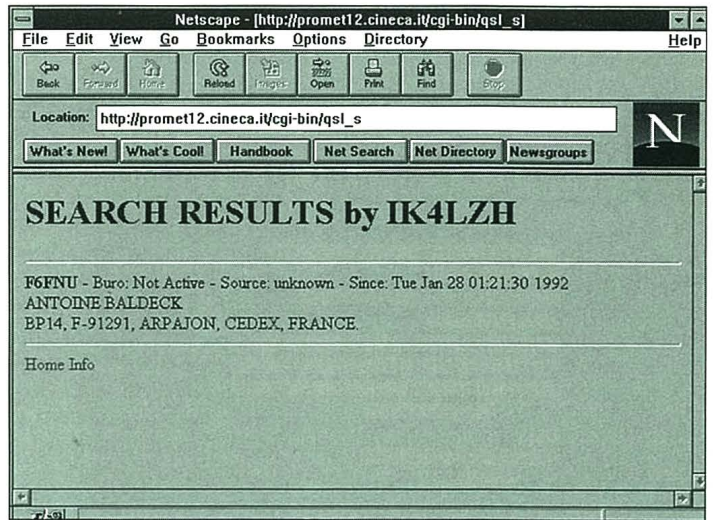 Netscape - [http://promet12.cineca.it/cgi-bin/qsl_s]
File Edit View Go Bookmarks Options Directory Help
Back Forward Home Reload Images Open Print Find Stop
Location: http://promet12.cineca.it/cgi-bin/qsl_s
N
What's New! What's Cool! Handbook Net Search Net Directory Newsgroups
SEARCH RESULTS by IK4LZH
F6FNU - Buro: Not Active - Source: unknown - Since: Tue Jan 28 01:21:30 1992
ANTOINE BALDECK
BP14, F-91291, ARPAJON, CEDEX, FRANCE.
Home Info